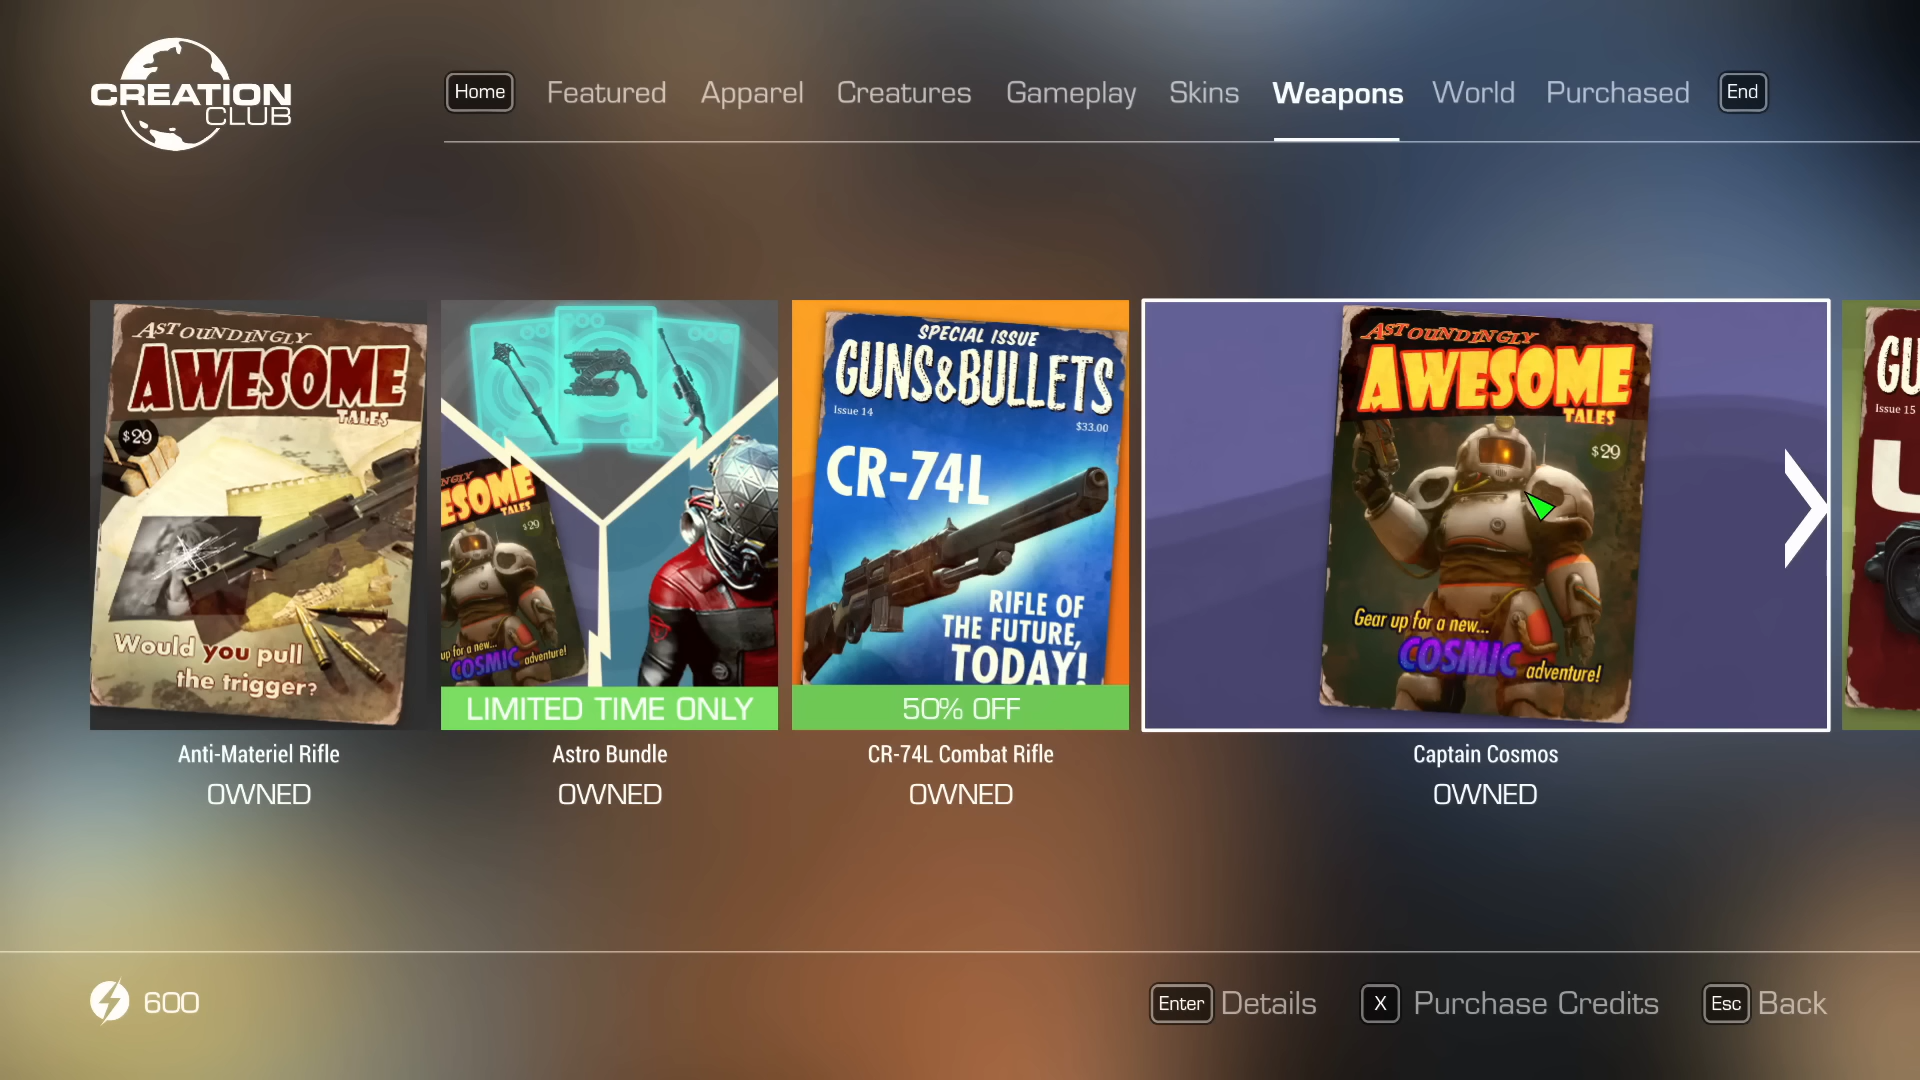 CREATION
CLUB
Home
Featured
Apparel
Creatures
Gameplay
Skins
Weapons
World
Purchased
End
ASTOUNDINGLY
AWESOME
TALES
$29
Would you pull
the trigger?
Anti-Materiel Rifle
OWNED
NGLY
ESOME
TALES
$29
up for a new...
COSMIC adventure!
LIMITED TIME ONLY
Astro Bundle
OWNED
SPECIAL ISSUE
GUNS&BULLETS
Issue 14
$33.00
CR-74L
RIFLE OF
THE FUTURE,
TODAY!
50% OFF
CR-74L Combat Rifle
OWNED
ASTOUNDINGLY
AWESOME
TALES
$29
Gear up for a new...
COSMIC adventure!
Captain Cosmos
OWNED
GU
Issue 15
600
Enter Details
X Purchase Credits
Esc Back